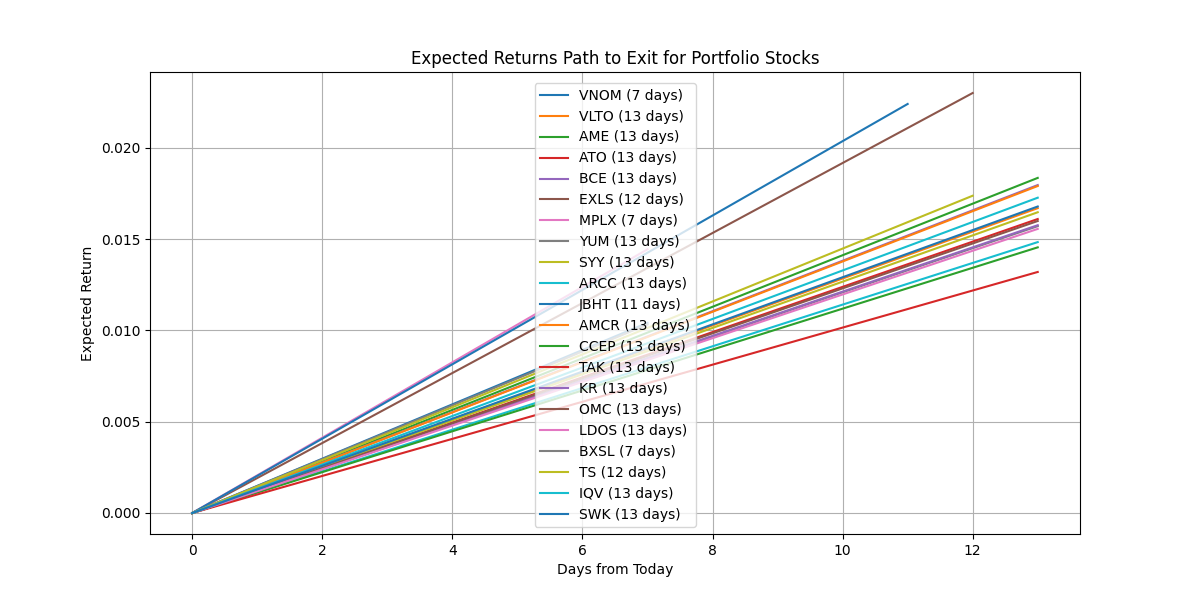 Expected Returns Path to Exit for Portfolio Stocks
VNOM (7 days)
VLTO (13 days)
AME (13 days)
ATO (13 days)
BCE (13 days)
EXLS (12 days)
MPLX (7 days)
YUM (13 days)
SYY (13 days)
ARCC (13 days)
JBHT (11 days)
AMCR (13 days)
CCEP (13 days)
TAK (13 days)
KR (13 days)
OMC (13 days)
LDOS (13 days)
BXSL (7 days)
TS (12 days)
IQV (13 days)
SWK (13 days)
Expected Return
0.020
0.015
0.010
0.005
0.000
0 2 4 6 8 10 12
Days from Today